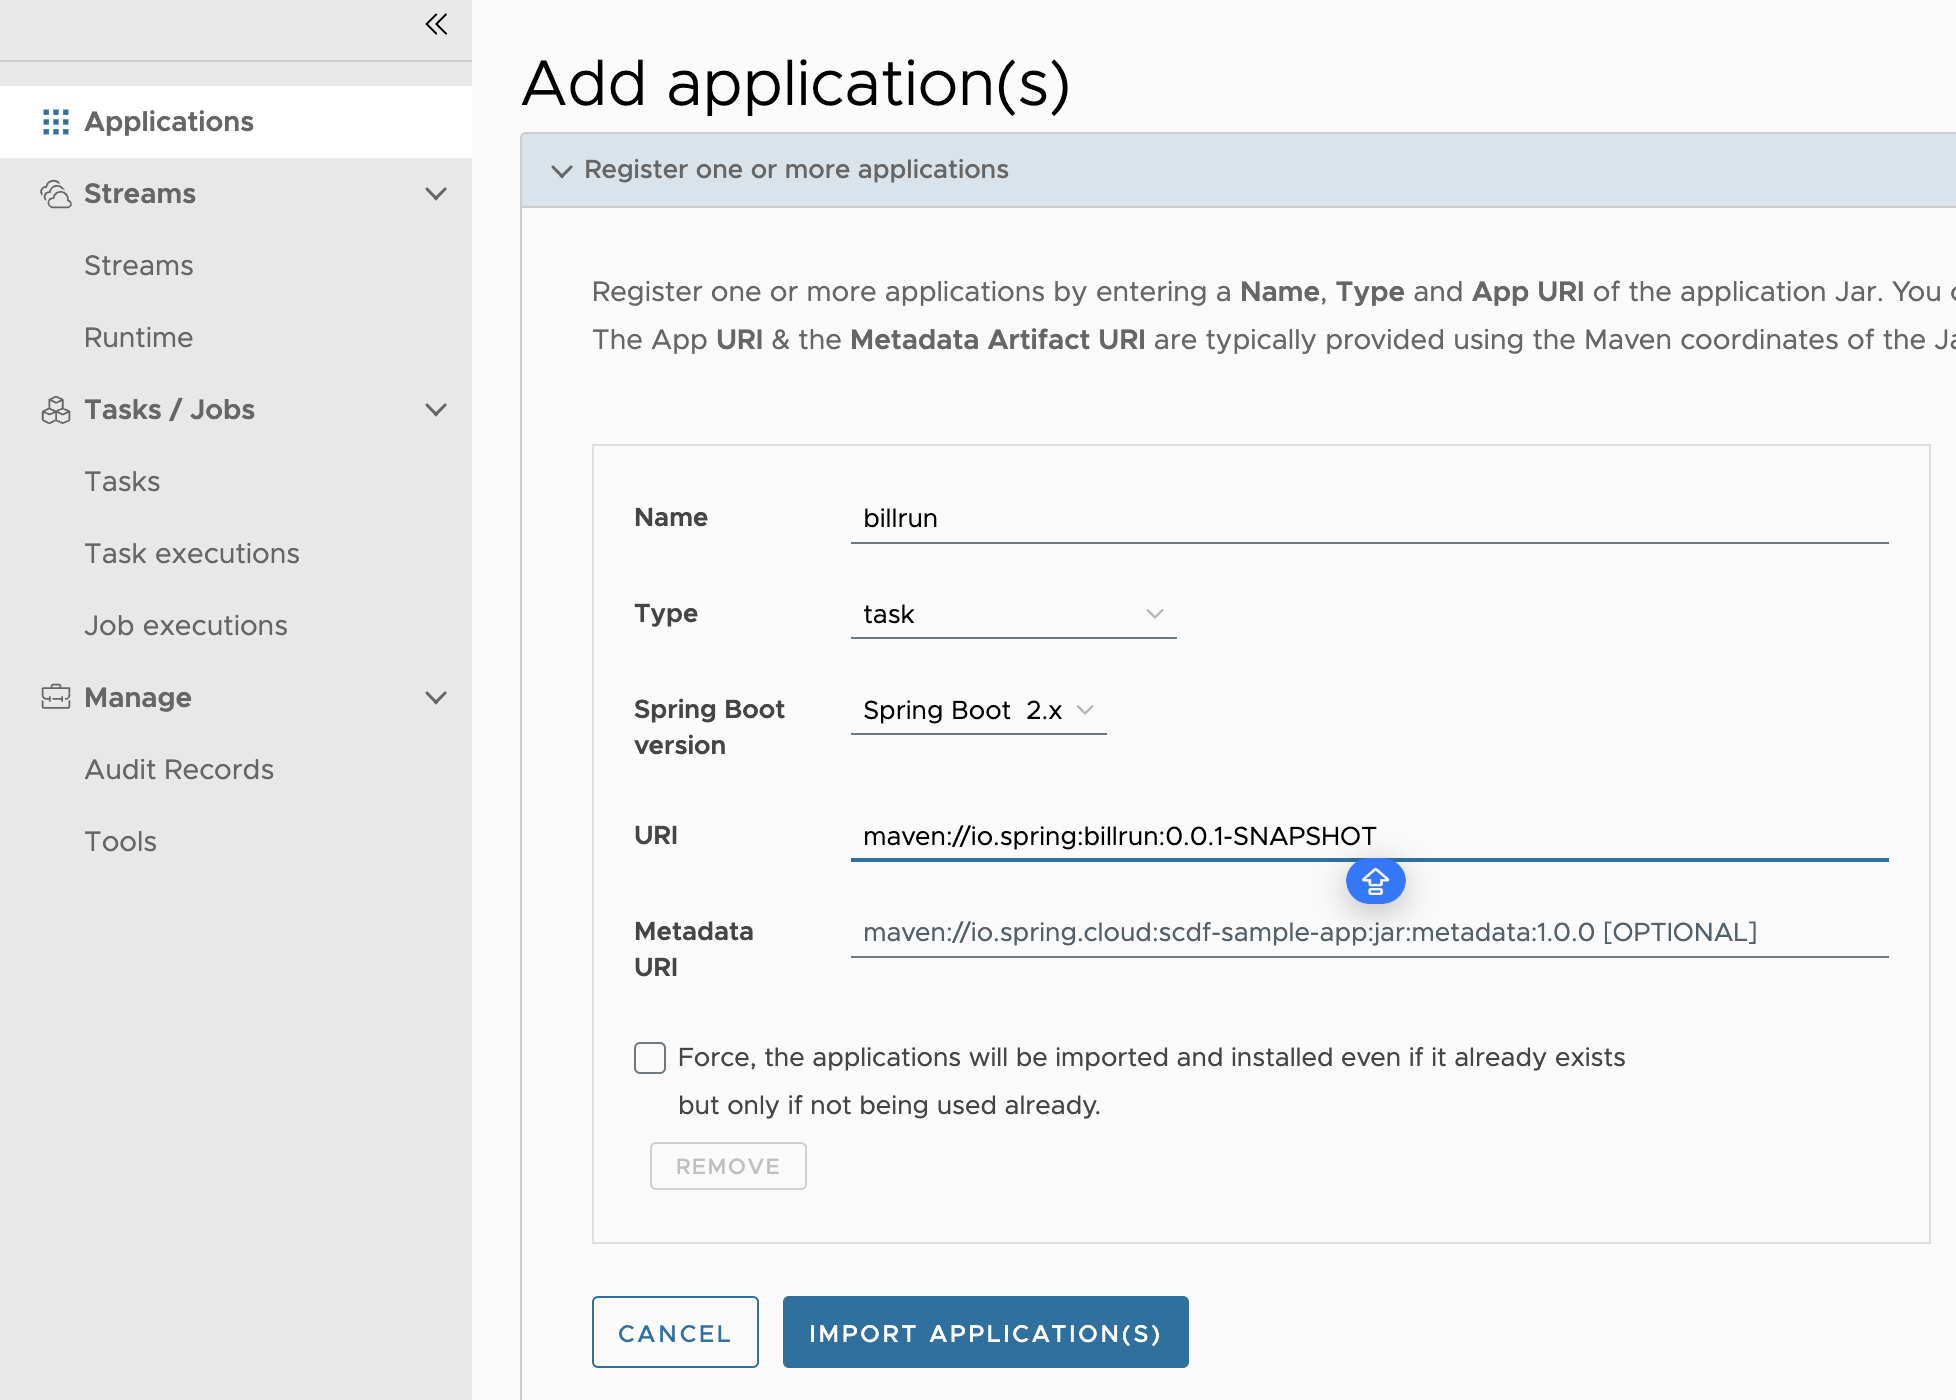 Applications
Streams
Streams
Runtime
Tasks / Jobs
Tasks
Task executions
Job executions
Manage
Audit Records
Tools
Add application(s)
Register one or more applications
Register one or more applications by entering a Name, Type and App URI of the application Jar. You
The App URI & the Metadata Artifact URI are typically provided using the Maven coordinates of the
Name
billrun
Type
task
Spring Boot
version
Spring Boot 2.x
URI
maven://io.spring:billrun:0.0.1-SNAPSHOT
Metadata
URI
maven://io.spring.cloud:scdf-sample-app:jar:metadata:1.0.0 [OPTIONAL]
Force, the applications will be imported and installed even if it already exists
but only if not being used already.
REMOVE
CANCEL
IMPORT APPLICATION(S)